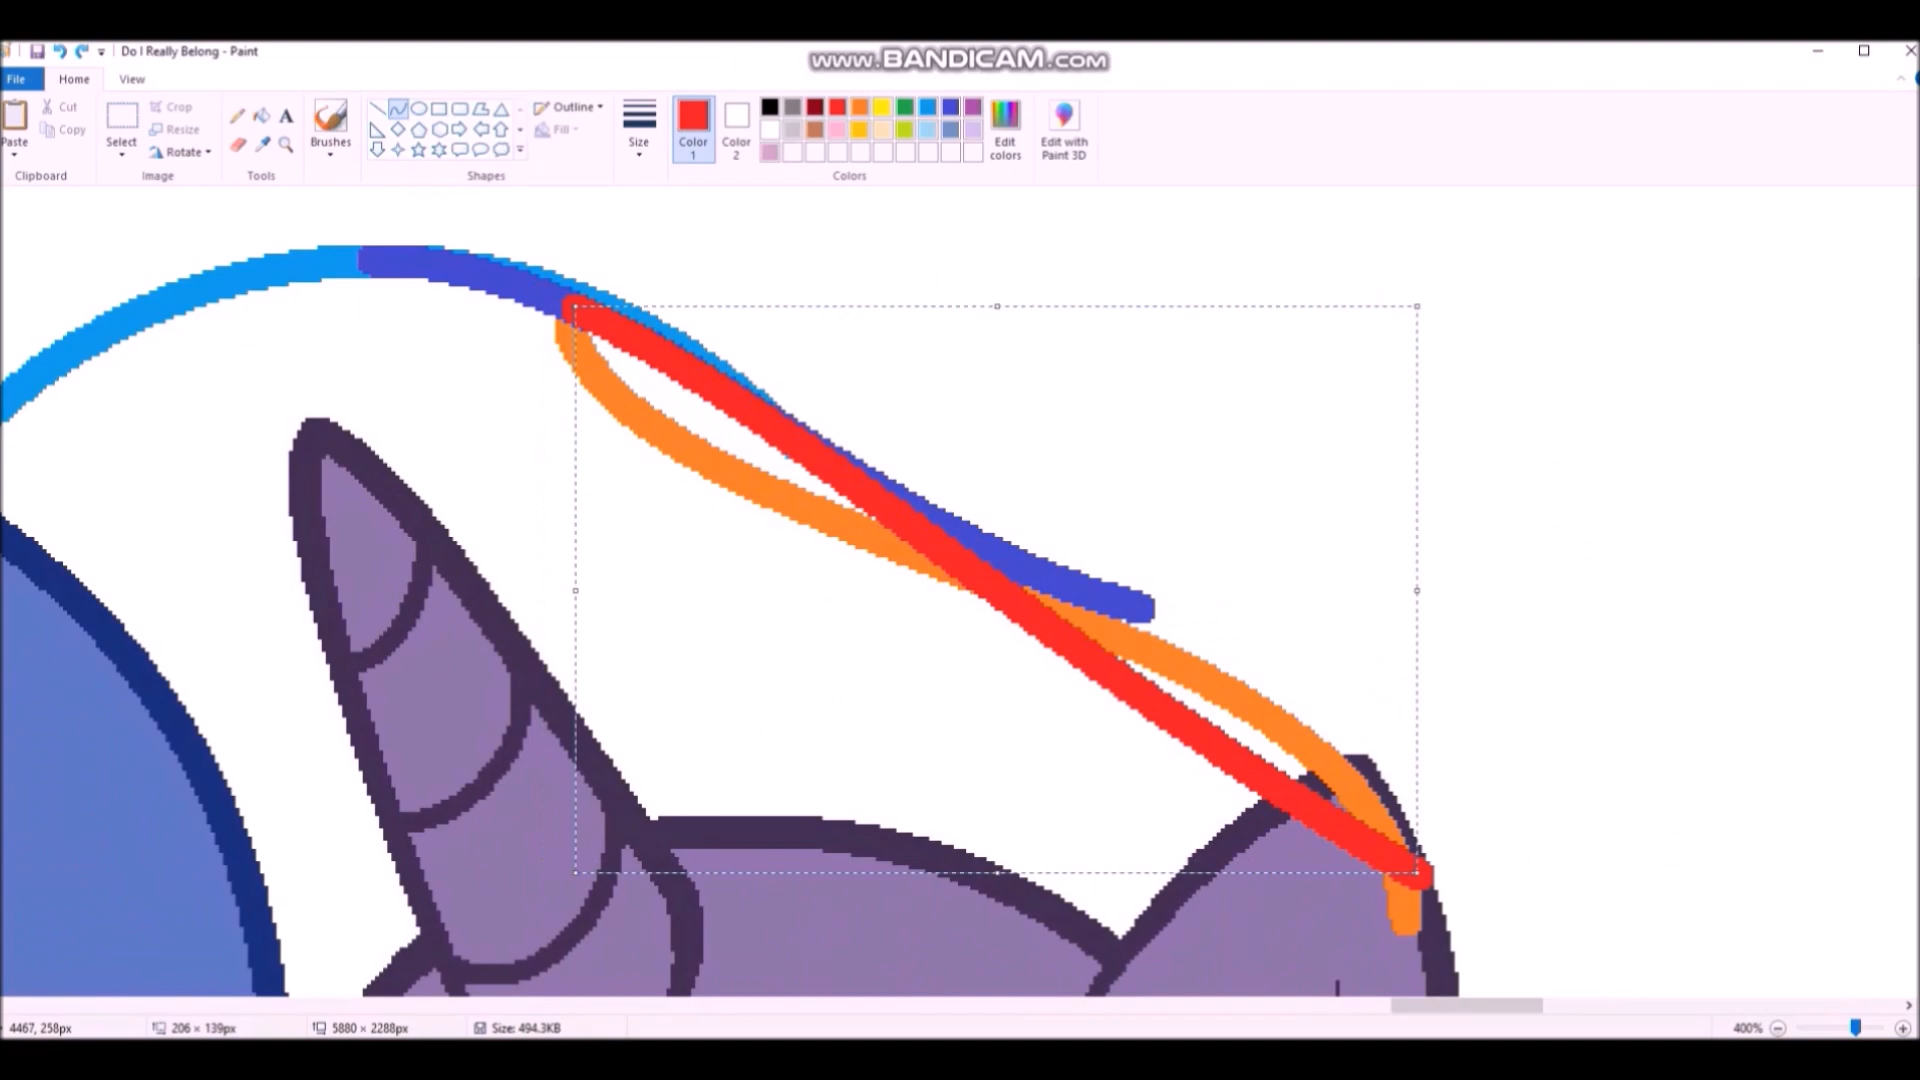 Do I Really Belong - Paint
www.BANDICAM.com
File Home View
Paste
Cut
Copy
Clipboard
Select
Crop
Resize
Rotate
Image
A
Tools
Brushes
Shapes
Outline
Fill
Size
Color 1
Color 2
Edit colors
Colors
Edit with Paint 3D
4467, 258px 206 × 139px 5880 × 2288px Size: 494.3KB 400%